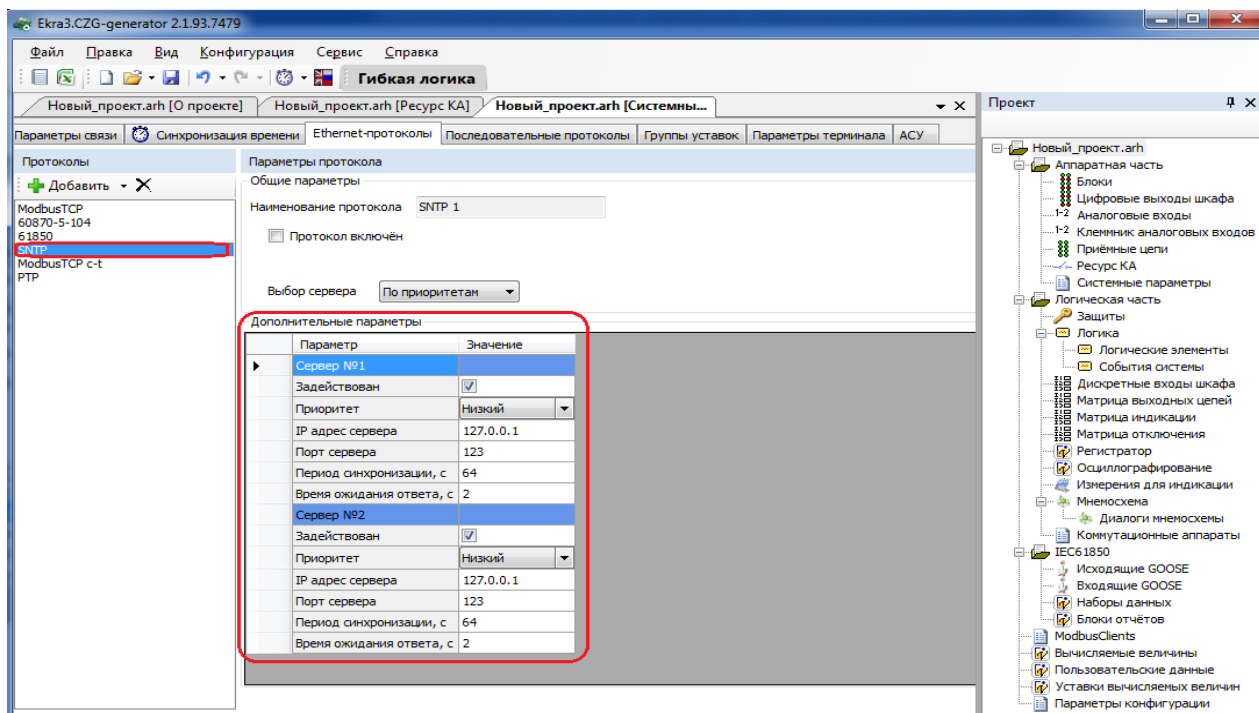 Ekra3.CZG-generator 2.1.93.7479
Файл Правка Вид Конфигурация Сервис Справка
Гибкая логика
Новый_проект.arh [О проекте] Новый_проект.arh [Ресурс КА] Новый_проект.arh [Системны...
Параметры связи Синхронизация времени Ethernet-протоколы Последовательные протоколы Группы уставок Параметры терминала АСУ
Протоколы
Добавить
ModbusTCP
60870-5-104
61850
SNTP
ModbusTCP c-t
PTP
Параметры протокола
Общие параметры
Наименование протокола SNTP 1
Протокол включён
Выбор сервера По приоритетам
Дополнительные параметры
Параметр Значение
Сервер №1
Задействован
Приоритет Низкий
IP адрес сервера 127.0.0.1
Порт сервера 123
Период синхронизации, с 64
Время ожидания ответа, с 2
Сервер №2
Задействован
Приоритет Низкий
IP адрес сервера 127.0.0.1
Порт сервера 123
Период синхронизации, с 64
Время ожидания ответа, с 2
Проект
Новый_проект.arh
Аппаратная часть
Блоки
Цифровые выходы шкафа
1-2 Аналоговые входы
1-2 Клеммник аналоговых входов
Приёмные цепи
Ресурс КА
Системные параметры
Логическая часть
Защиты
Логика
Логические элементы
События системы
Дискретные входы шкафа
Матрица выходных цепей
Матрица индикации
Матрица отключения
Регистратор
Осциллографирование
Измерения для индикации
Мнемосхема
Диалоги мнемосхемы
Коммутационные аппараты
IEC61850
Исходящие GOOSE
Входящие GOOSE
Наборы данных
Блоки отчётов
ModbusClients
Вычисляемые величины
Пользовательские данные
Уставки вычисляемых величин
Параметры конфигурации